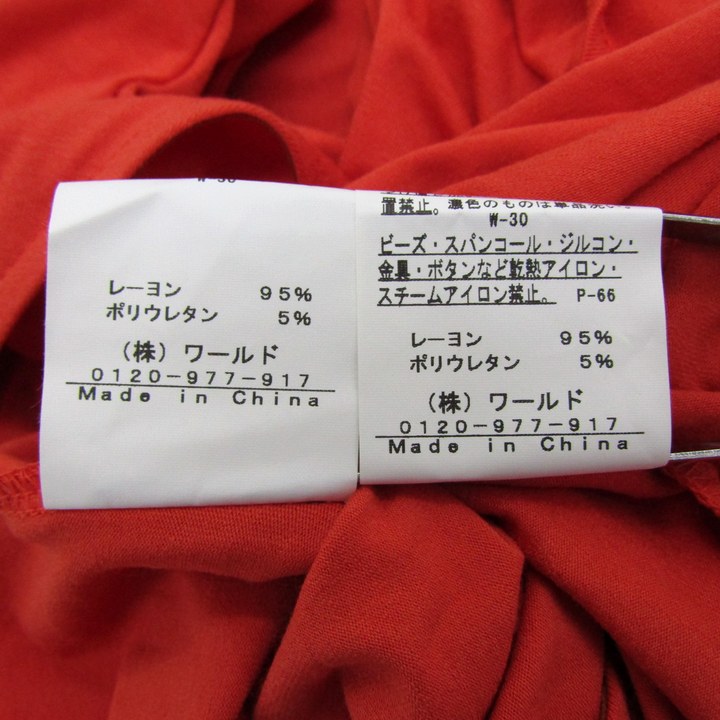 W-30
レーヨン 95%
ポリウレタン 5%
(株)ワールド
0120-977-917
Made in China
置禁止。濃色のものは単品洗い
W-30
ビーズ・スパンコール・ジルコン・
金具・ボタンなど乾熱アイロン・
スチームアイロン禁止。 P-66
レーヨン 95%
ポリウレタン 5%
(株)ワールド
0120-977-917
Made in China